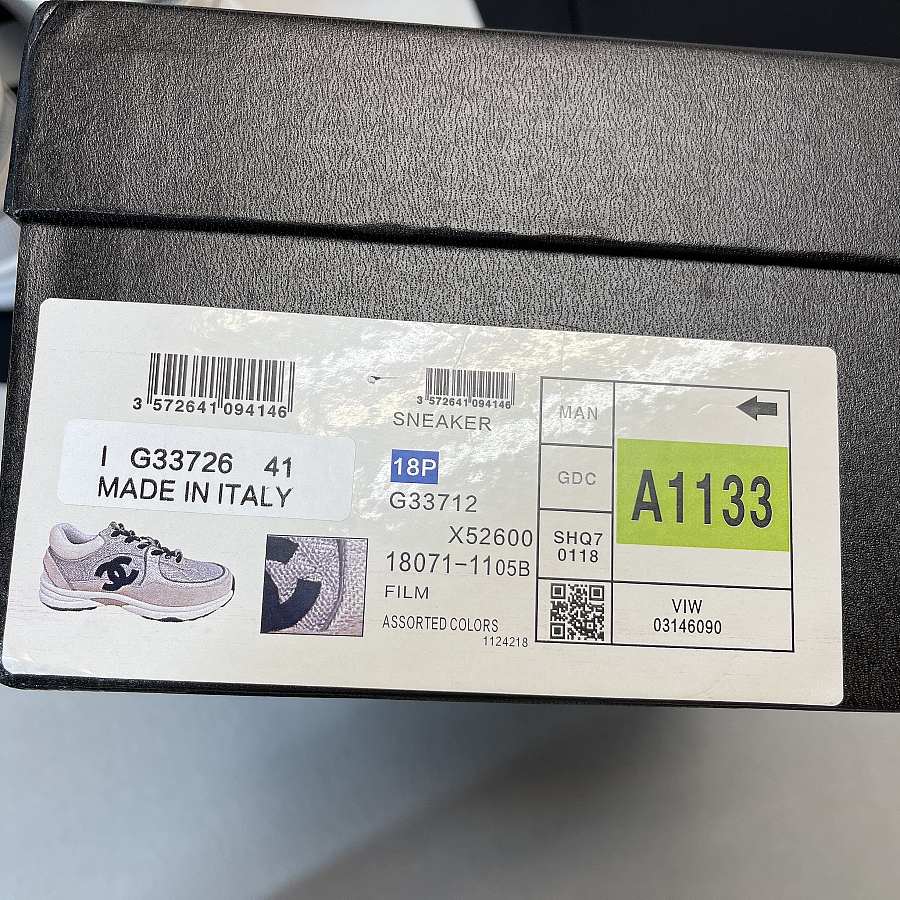 3 572641 094146
I G33726 41
MADE IN ITALY
3 572641 094146
SNEAKER
18P
G33712
X52600
18071-1105B
FILM
ASSORTED COLORS
1124218
MAN
GDC
SHQ7
0118
A1133
VIW
03146090